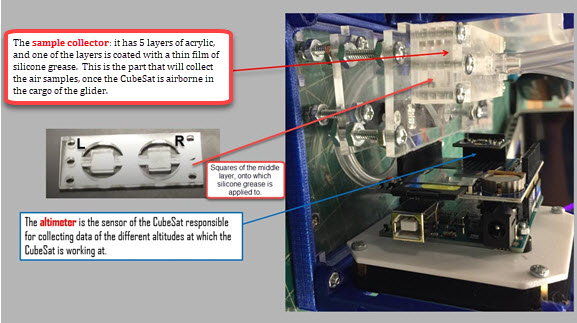 The sample collector: it has 5 layers of acrylic,
and one of the layers is coated with a thin film of
silicone grease. This is the part that will collect
the air samples, once the CubeSat is airborne in
the cargo of the glider.
L R
Squares of the middle
layer, onto which
silicone grease is
applied to.
The altimeter is the sensor of the CubeSat responsible
for collecting data of the different altitudes at which the
CubeSat is working at.